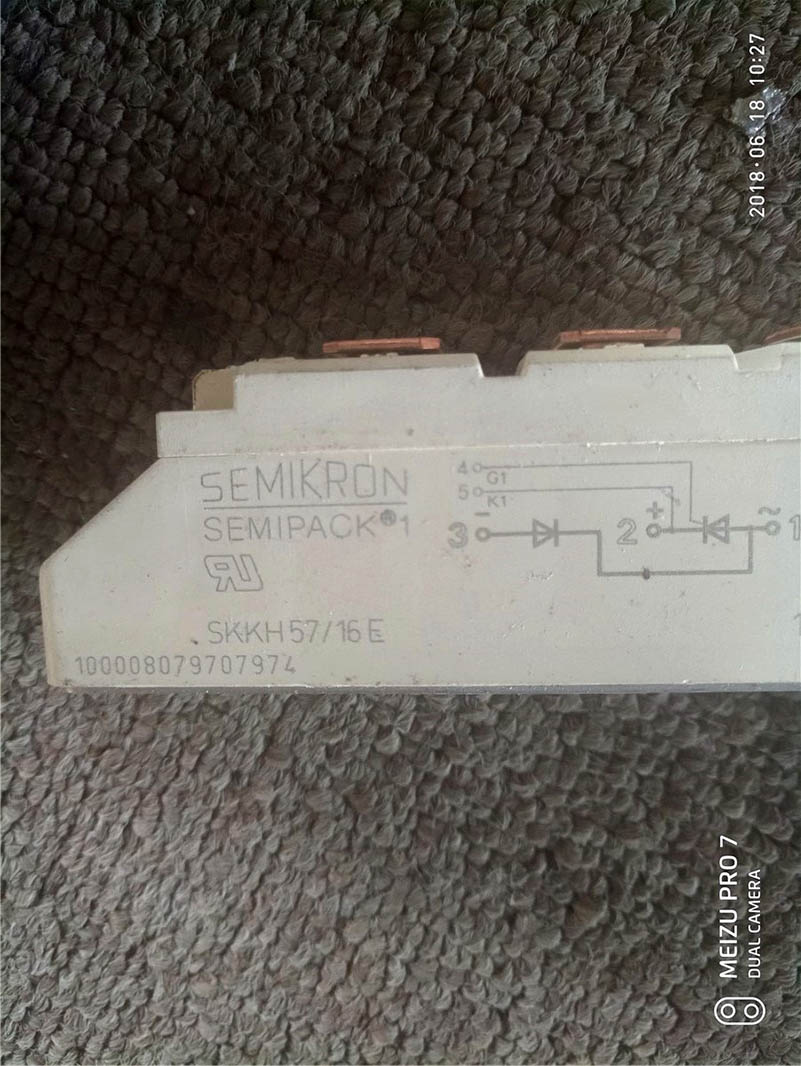 SEMIKRON
SEMIPACK®1
SKKH57/16E
100008079707974
4 G1
5 K1
3 - 2 + ~ 1
2018.06.18 10:27
MEIZU PRO 7
DUAL CAMERA